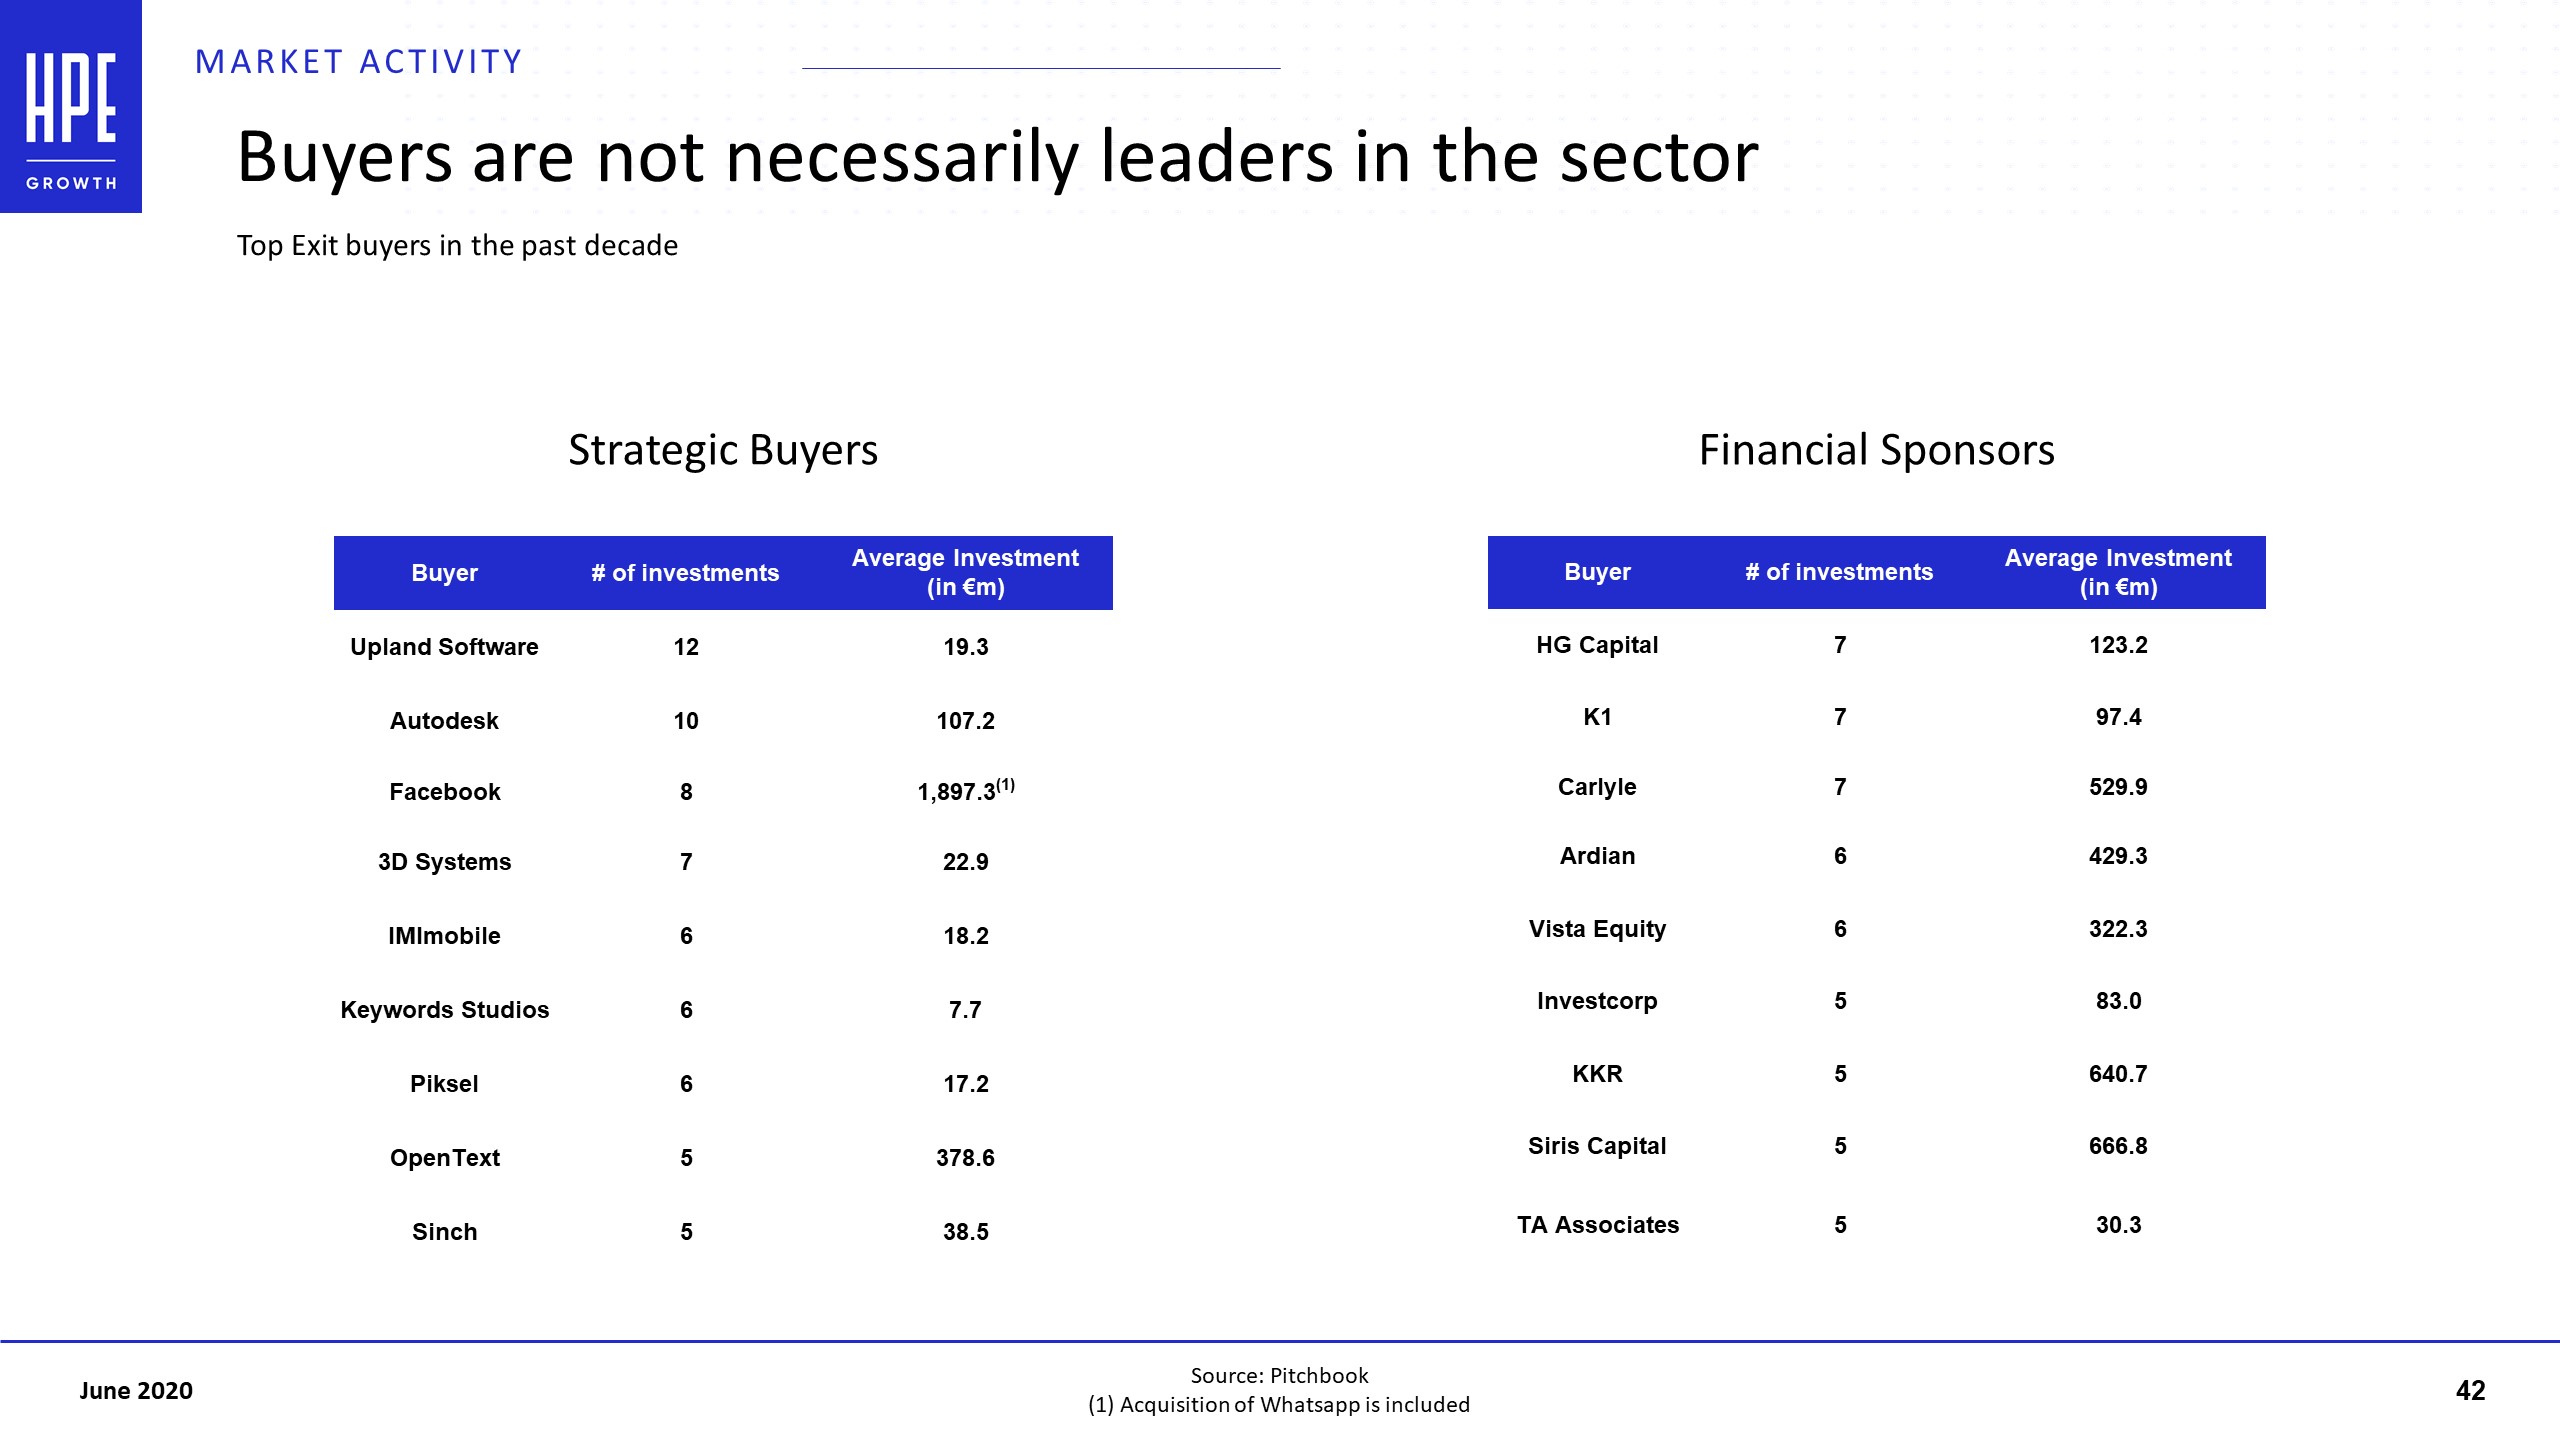 HPE
GROWTH
MARKET ACTIVITY
Buyers are not necessarily leaders in the sector
Top Exit buyers in the past decade
Strategic Buyers
Buyer # of investments Average Investment
(in €m)
Upland Software 12 19.3
Autodesk 10 107.2
Facebook 8 1,897.3(1)
3D Systems 7 22.9
IMImobile 6 18.2
Keywords Studios 6 7.7
Piksel 6 17.2
OpenText 5 378.6
Sinch 5 38.5
Financial Sponsors
Buyer # of investments Average Investment
(in €m)
HG Capital 7 123.2
K1 7 97.4
Carlyle 7 529.9
Ardian 6 429.3
Vista Equity 6 322.3
Investcorp 5 83.0
KKR 5 640.7
Siris Capital 5 666.8
TA Associates 5 30.3
June 2020
Source: Pitchbook
(1) Acquisition of Whatsapp is included
42